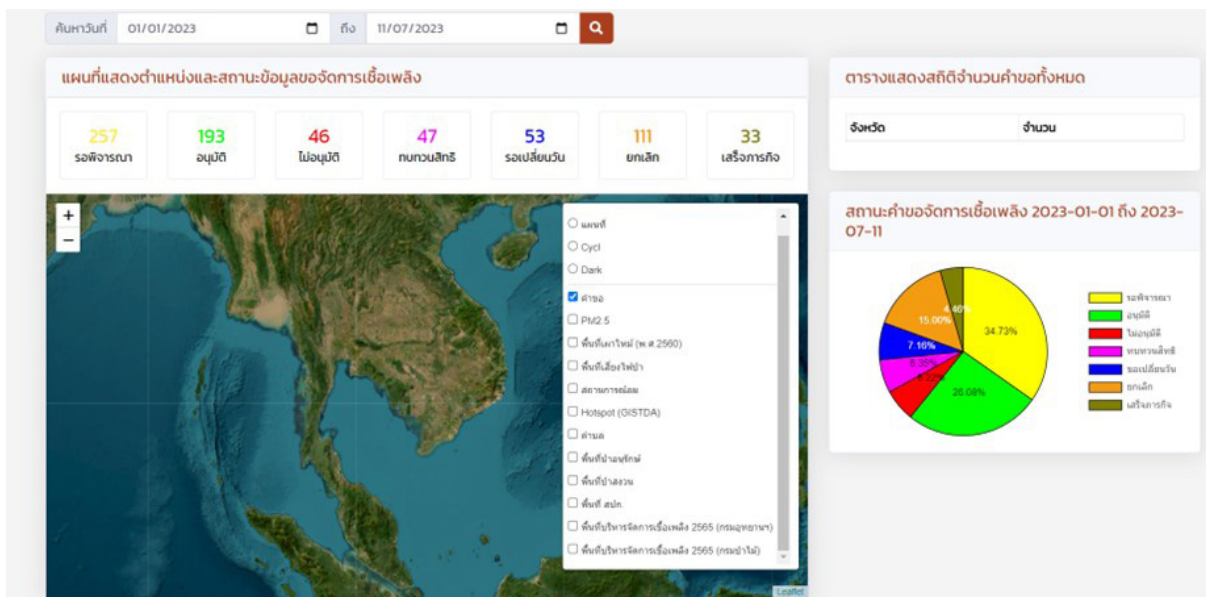 ค้นหาวันที่ 01/01/2023 ถึง 11/07/2023
แผนที่แสดงตำแหน่งและสถานะข้อมูลขอจัดการเชื้อเพลิง
257 193 46 47 53 111 33
รอพิจารณา อนุมัติ ไม่อนุมัติ ทบทวนสิทธิ รอเปลี่ยนวัน ยกเลิก เสร็จภารกิจ
+
−
แผนที่
Cycl
Dark
คำขอ
PM2.5
พื้นที่เผาไหม้ (พ.ศ.2560)
พื้นที่เสี่ยงไฟป่า
สถานการณ์ลม
Hotspot (GISTDA)
ตำบล
พื้นที่ป่าอนุรักษ์
พื้นที่ป่าสงวน
พื้นที่ สปก.
พื้นที่บริหารจัดการเชื้อเพลิง 2565 (กรมอุทยานฯ)
พื้นที่บริหารจัดการเชื้อเพลิง 2565 (กรมป่าไม้)
Leaflet
ตารางแสดงสถิติจำนวนคำขอทั้งหมด
จังหวัด จำนวน
สถานะคำขอจัดการเชื้อเพลิง 2023-01-01 ถึง 2023-
07-11
4.46%
15.00%
34.73%
7.16%
6.35%
6.22%
26.08%
รอพิจารณา
อนุมัติ
ไม่อนุมัติ
ทบทวนสิทธิ
ขอเปลี่ยนวัน
ยกเลิก
เสร็จภารกิจ